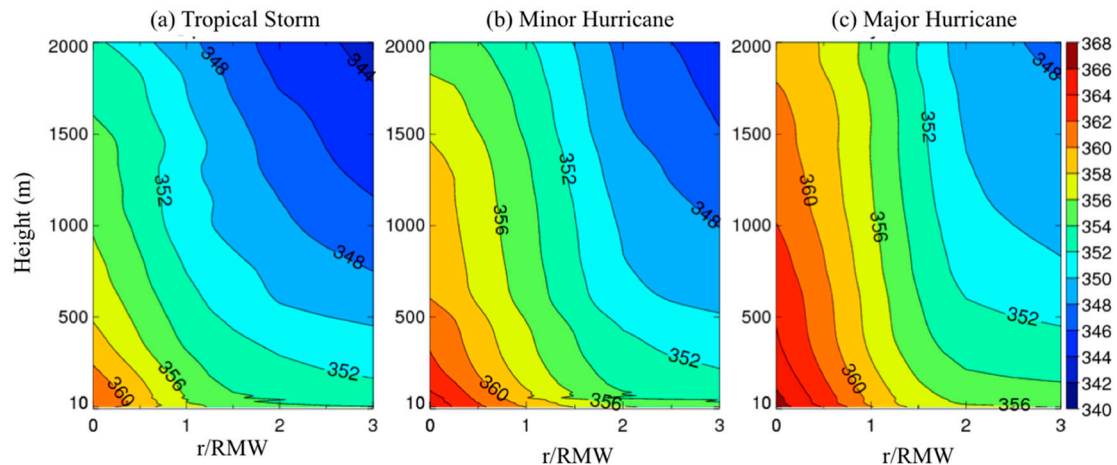 (a) Tropical Storm (b) Minor Hurricane (c) Major Hurricane
2000 2000 2000 368
348 344 348 366
364
1500 1500 1500 362
352 352 352 360
358
Height (m) 1000 1000 1000 356
360 356 356 348 354
348 352
500 500 500 350
352 352 352 348
346
360 356 360 360 344
10 10 356 10 356 342
340
0 1 2 3 0 1 2 3 0 1 2 3
r/RMW r/RMW r/RMW